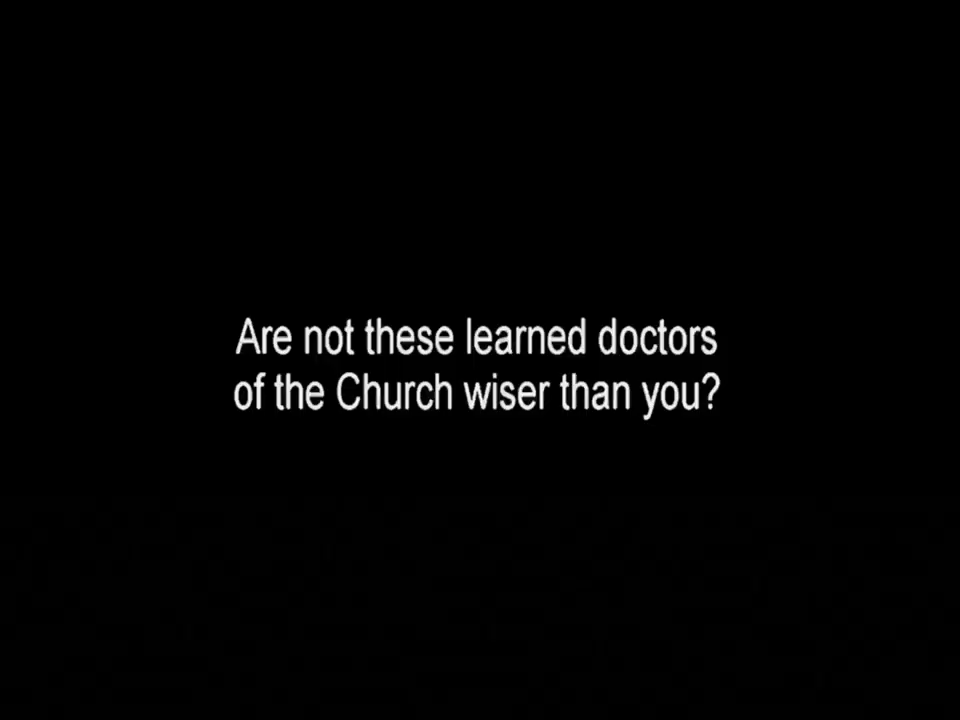 Are not these learned doctors
of the Church wiser than you?